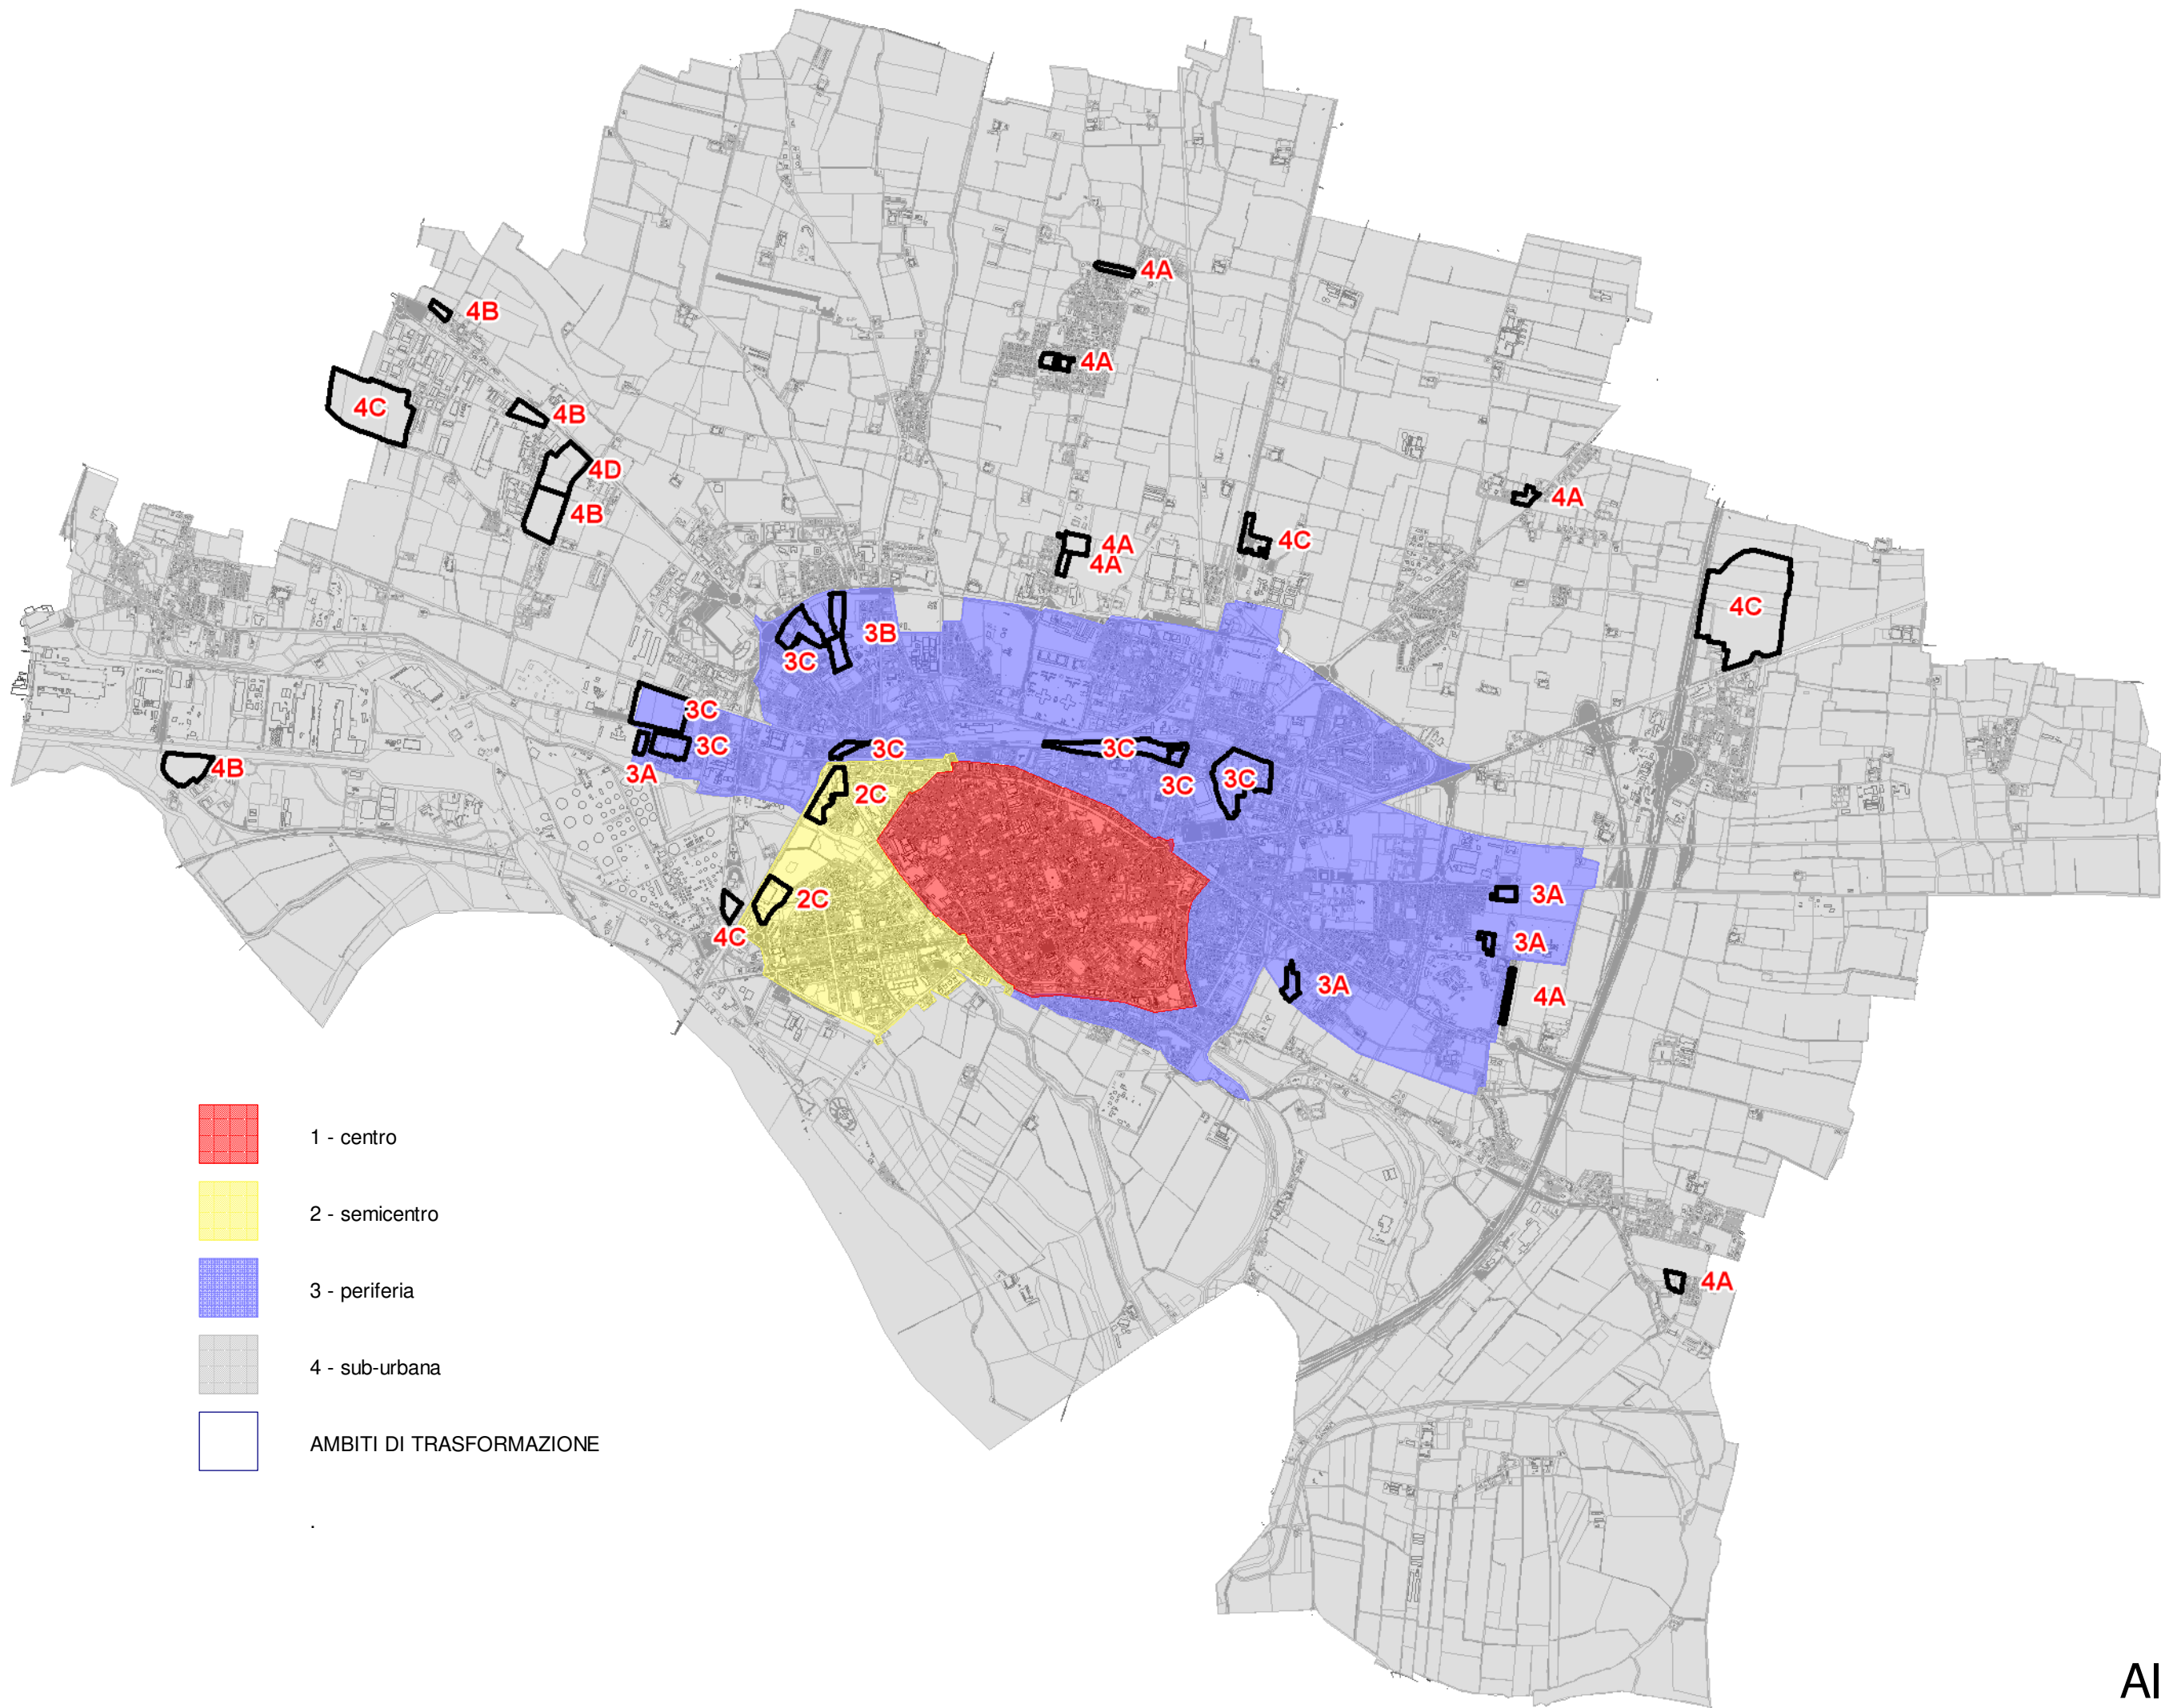 4A
4B
4A
4C
4B
4D
4A
4B
4A
4C
4A
4C
3B
3C
3C
3C
3C
3C
4B
3A
3C
3C
2C
3A
2C
4C
3A
3A
4A
1 - centro
2 - semicentro
3 - periferia
4A
4 - sub-urbana
AMBITI DI TRASFORMAZIONE
.
Al